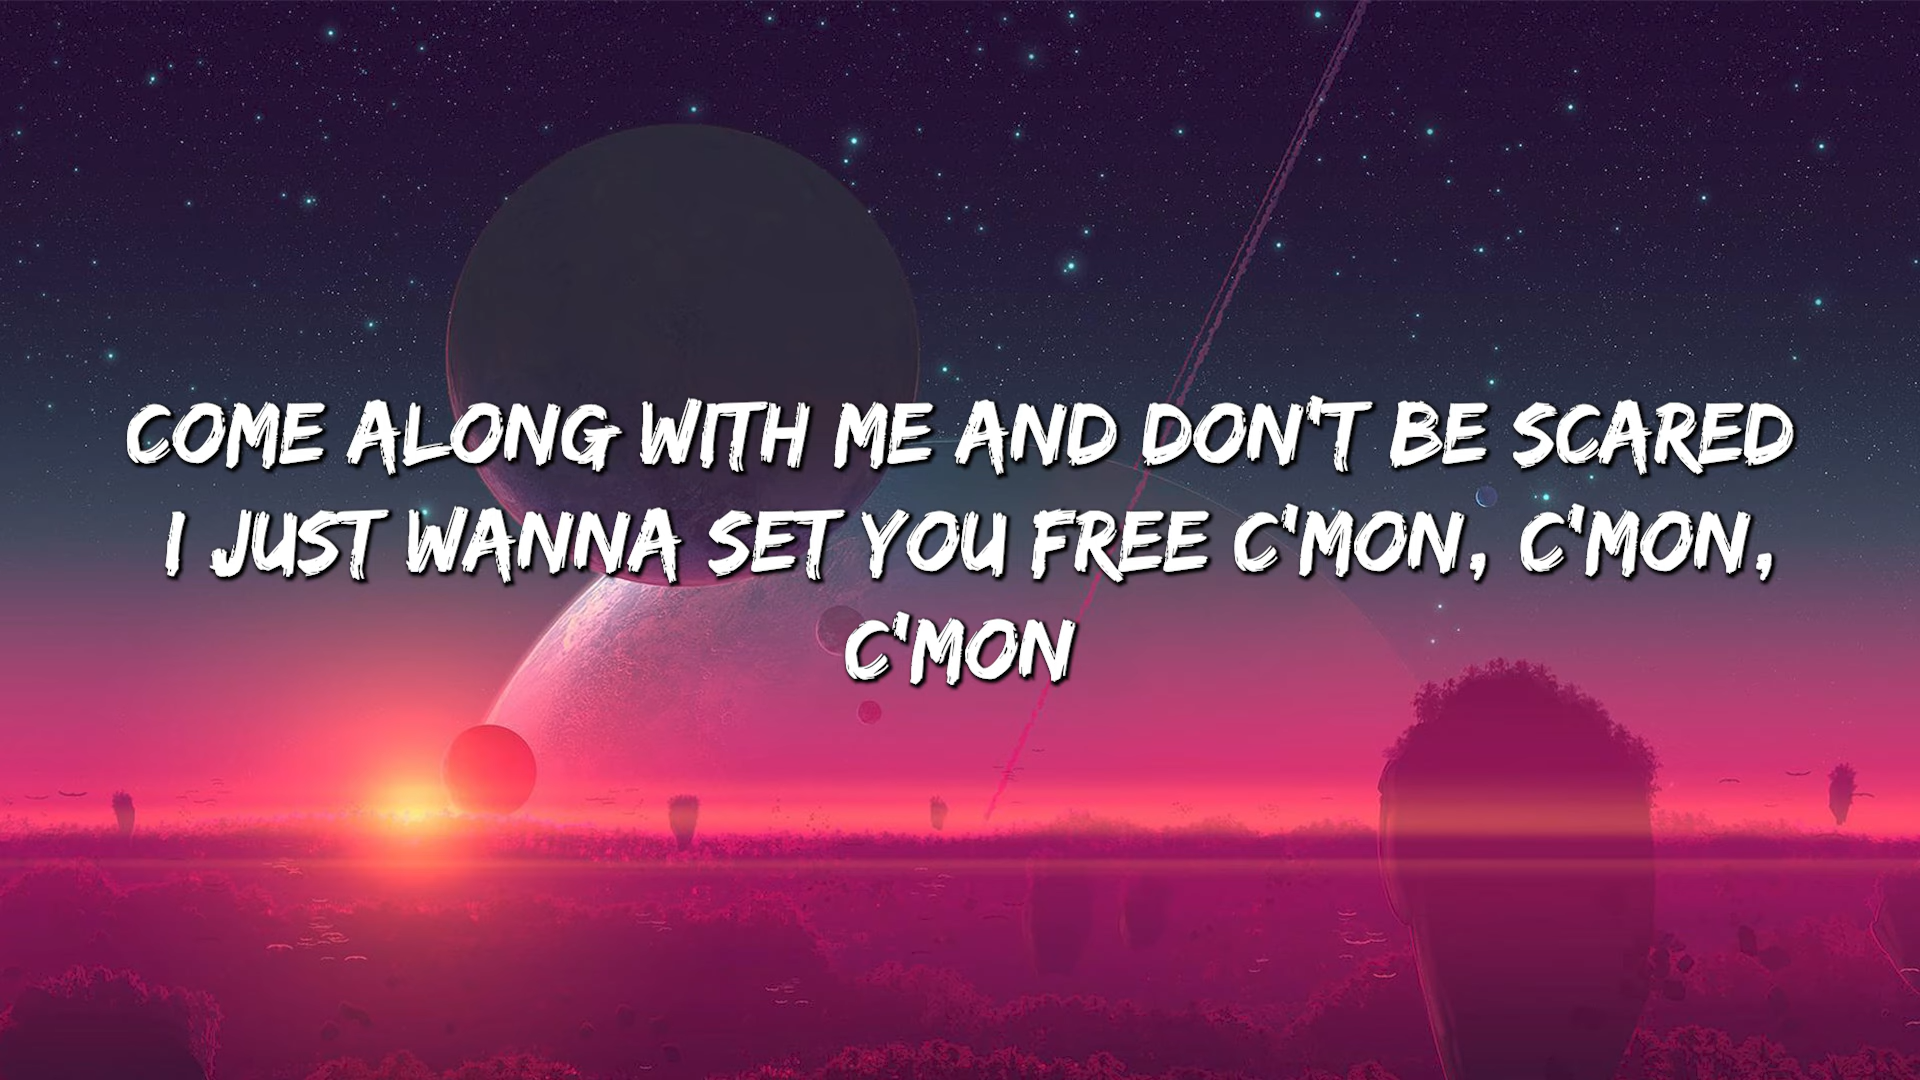 COME ALONG WITH ME AND DON'T BE SCARED
I JUST WANNA SET YOU FREE C'MON, C'MON,
C'MON